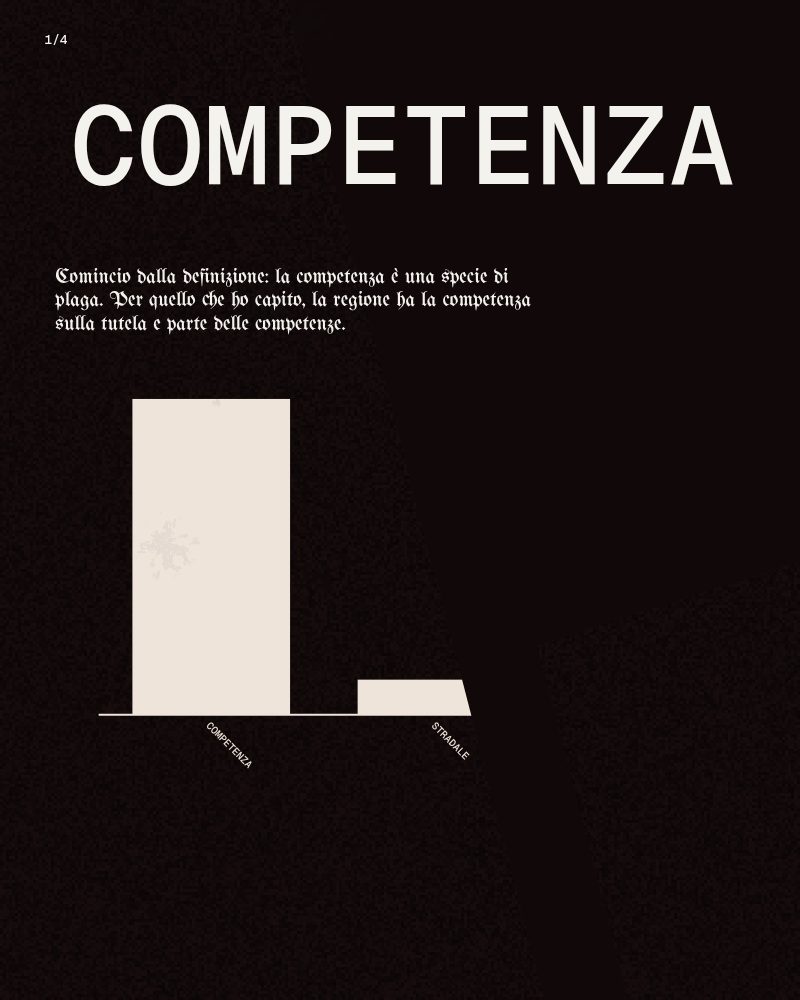 1/4
COMPETENZA
Comincio dalla definizione: la competenza è una specie di
plaga. Per quello che ho capito, la regione ha la competenza
sulla tutela e parte delle competenze.
COMPETENZA
STRADALE